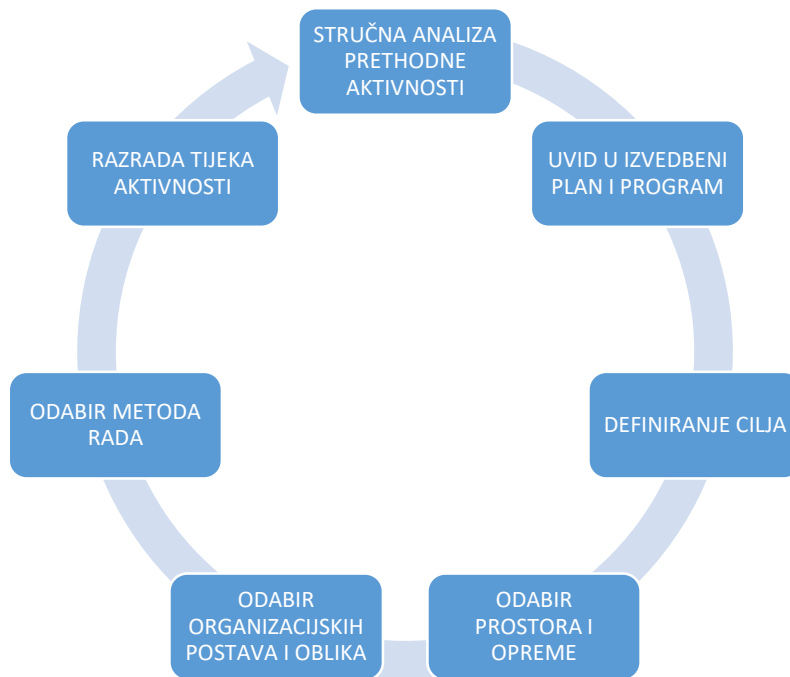 STRUČNA ANALIZA
PRETHODNE
AKTIVNOSTI
UVID U IZVEDBENI
PLAN I PROGRAM
DEFINIRANJE CILJA
ODABIR
PROSTORA I
OPREME
ODABIR
ORGANIZACIJSKIH
POSTAVA I OBLIKA
ODABIR METODA
RADA
RAZRADA TIJEKA
AKTIVNOSTI